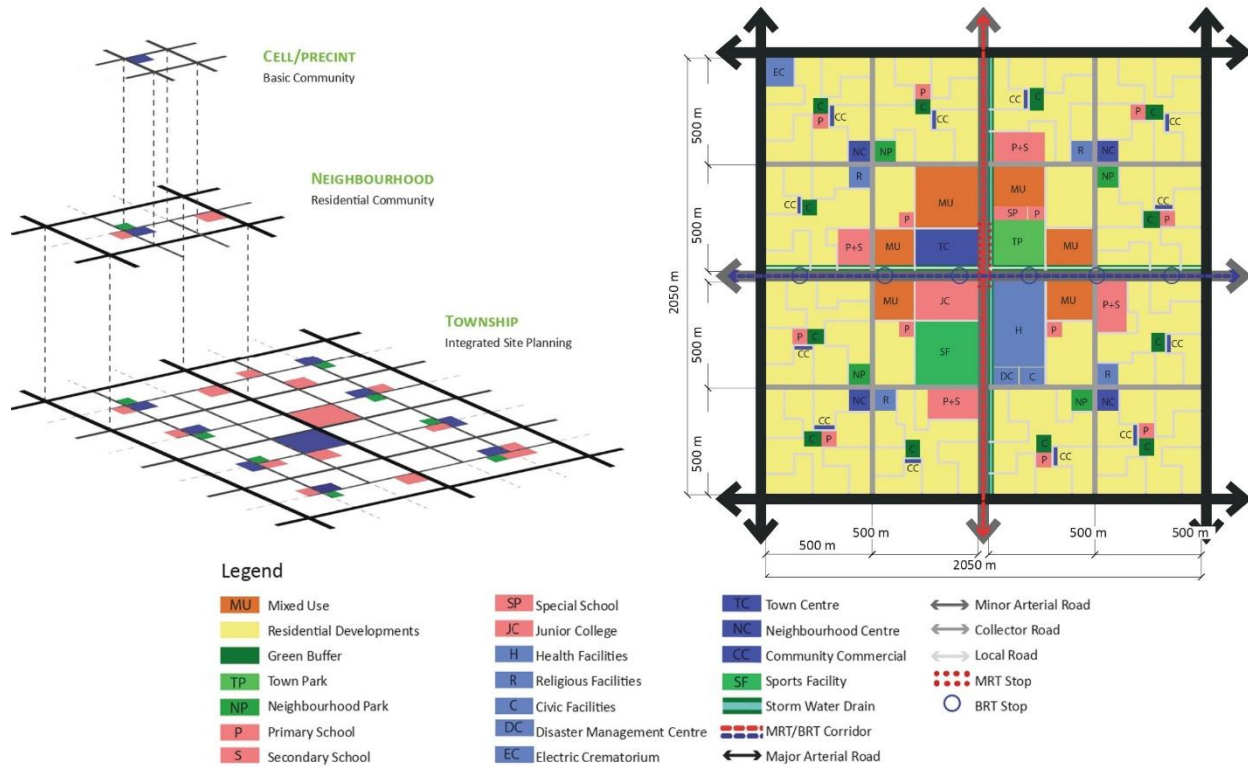 CELL/PRECINT
Basic Community
NEIGHBOURHOOD
Residential Community
TOWNSHIP
Integrated Site Planning
EC
C
P
CC
P
C
CC
CC
C
P
C
CC
P+S
NC
NP
R
NC
R
MU
MU
NP
CC
C
P
SP
P
CC
C
P
P+S
MU
TC
TP
MU
MU
JC
H
MU
P+S
P
C
CC
P
SF
P
C
CC
NP
DC
C
R
NC
R
P+S
NP
NC
CC
C
P
C
CC
C
P
CC
CC
P
C
500 m
500 m
500 m
500 m
2050 m
500 m
500 m
500 m
500 m
2050 m
Legend
MU Mixed Use
Residential Developments
Green Buffer
TP Town Park
NP Neighbourhood Park
P Primary School
S Secondary School
SP Special School
JC Junior College
H Health Facilities
R Religious Facilities
C Civic Facilities
DC Disaster Management Centre
EC Electric Crematorium
TC Town Centre
NC Neighbourhood Centre
CC Community Commercial
SF Sports Facility
Storm Water Drain
MRT/BRT Corridor
Major Arterial Road
Minor Arterial Road
Collector Road
Local Road
MRT Stop
BRT Stop